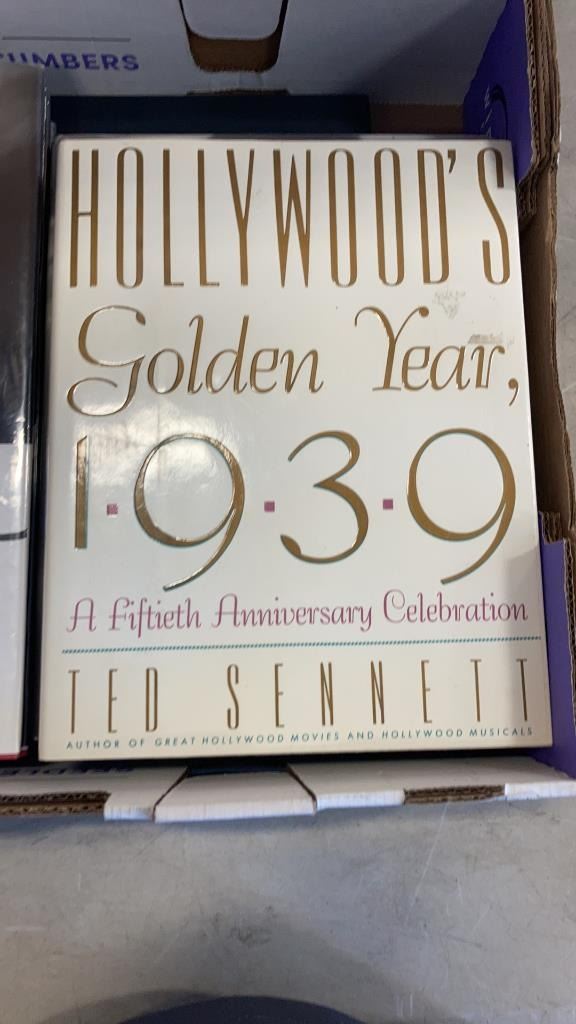 UMBERS
HOLLYWOOD'S
Golden Year,
1·9·3·9
A Fiftieth Anniversary Celebration
TED SENNETT
AUTHOR OF GREAT HOLLYWOOD MOVIES AND HOLLYWOOD MUSICALS